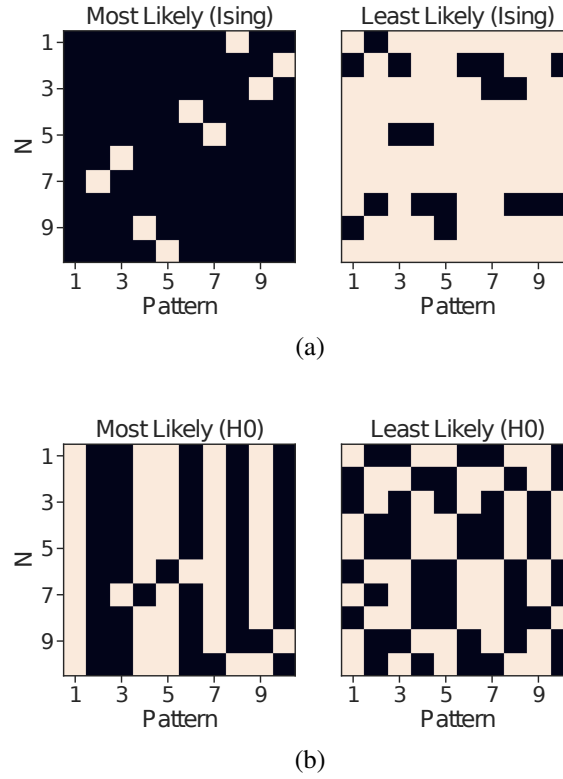 Most Likely (Ising) Least Likely (Ising)
1
3
5
7
9
N
1 3 5 7 9 1 3 5 7 9
Pattern Pattern
(a)
Most Likely (H0) Least Likely (H0)
1
3
5
7
9
N
1 3 5 7 9 1 3 5 7 9
Pattern Pattern
(b)